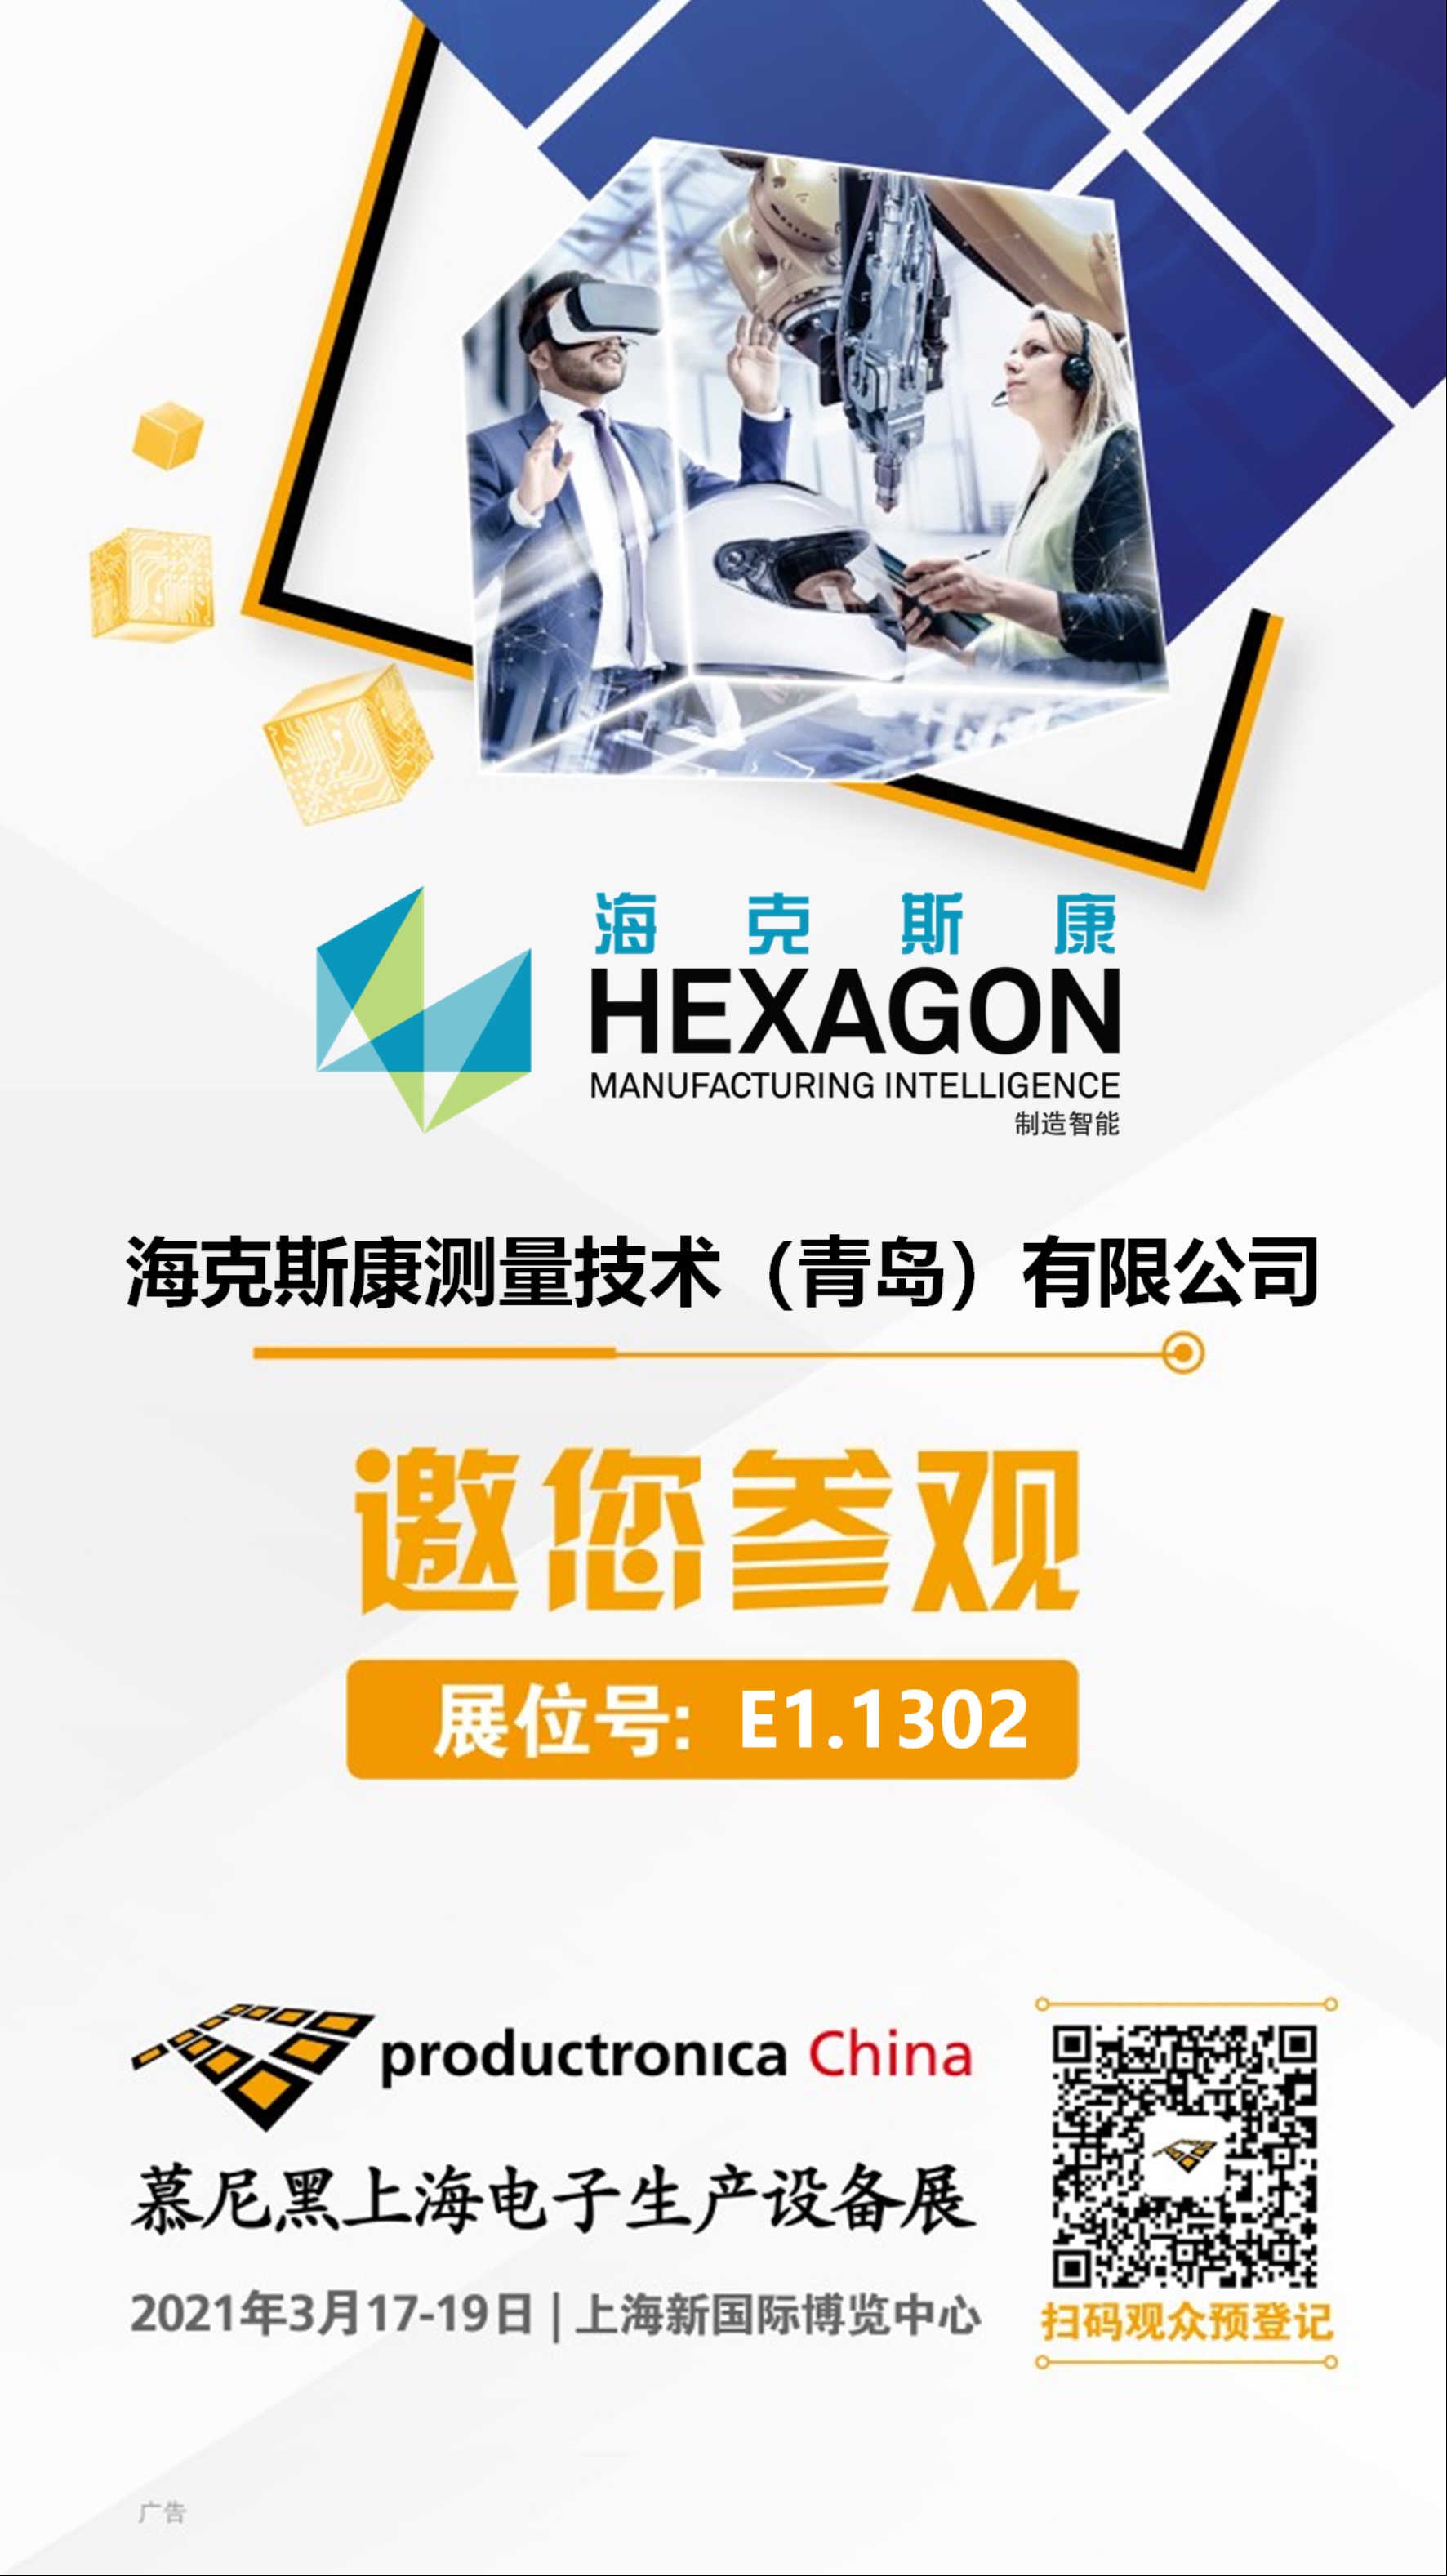 海克斯康
HEXAGON
MANUFACTURING INTELLIGENCE
制造智能
海克斯康测量技术（青岛）有限公司
邀您参观
展位号: E1.1302
productronica China
慕尼黑上海电子生产设备展
2021年3月17-19日 | 上海新国际博览中心
扫码观众预登记
广告